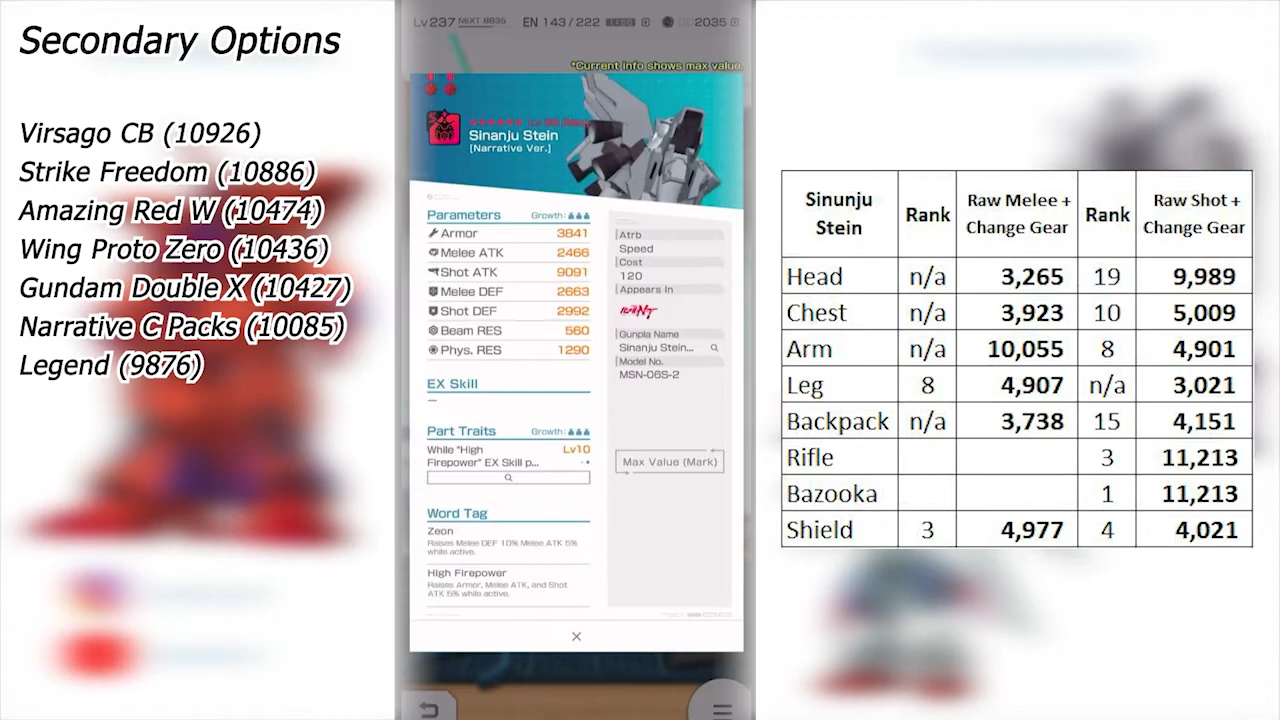 Secondary Options
Virsago CB (10926)
Strike Freedom (10886)
Amazing Red W (10474)
Wing Proto Zero (10436)
Gundam Double X (10427)
Narrative C Packs (10085)
Legend (9876)
Lv 237 NEXT 8835 EN 143/222 2035
*Current info shows max value.
Sinanju Stein
[Narrative Ver.]
Parameters Growth:
Armor 3841
Melee ATK 2466
Shot ATK 9091
Melee DEF 2663
Shot DEF 2992
Beam RES 560
Phys. RES 1290
EX Skill
—
Part Traits Growth:
While "High Lv10
Firepower" EX Skill p...
Word Tag
Zeon
Raises Melee DEF 10% Melee ATK 5%
while active.
High Firepower
Raises Armor, Melee ATK, and Shot
ATK 5% while active.
Atrb
Speed
Cost
120
Appears In
Gunpla Name
Sinanju Stein...
Model No.
MSN-06S-2
Max Value (Mark)
Sinunju Stein Rank Raw Melee + Change Gear Rank Raw Shot + Change Gear
Head n/a 3,265 19 9,989
Chest n/a 3,923 10 5,009
Arm n/a 10,055 8 4,901
Leg 8 4,907 n/a 3,021
Backpack n/a 3,738 15 4,151
Rifle 3 11,213
Bazooka 1 11,213
Shield 3 4,977 4 4,021